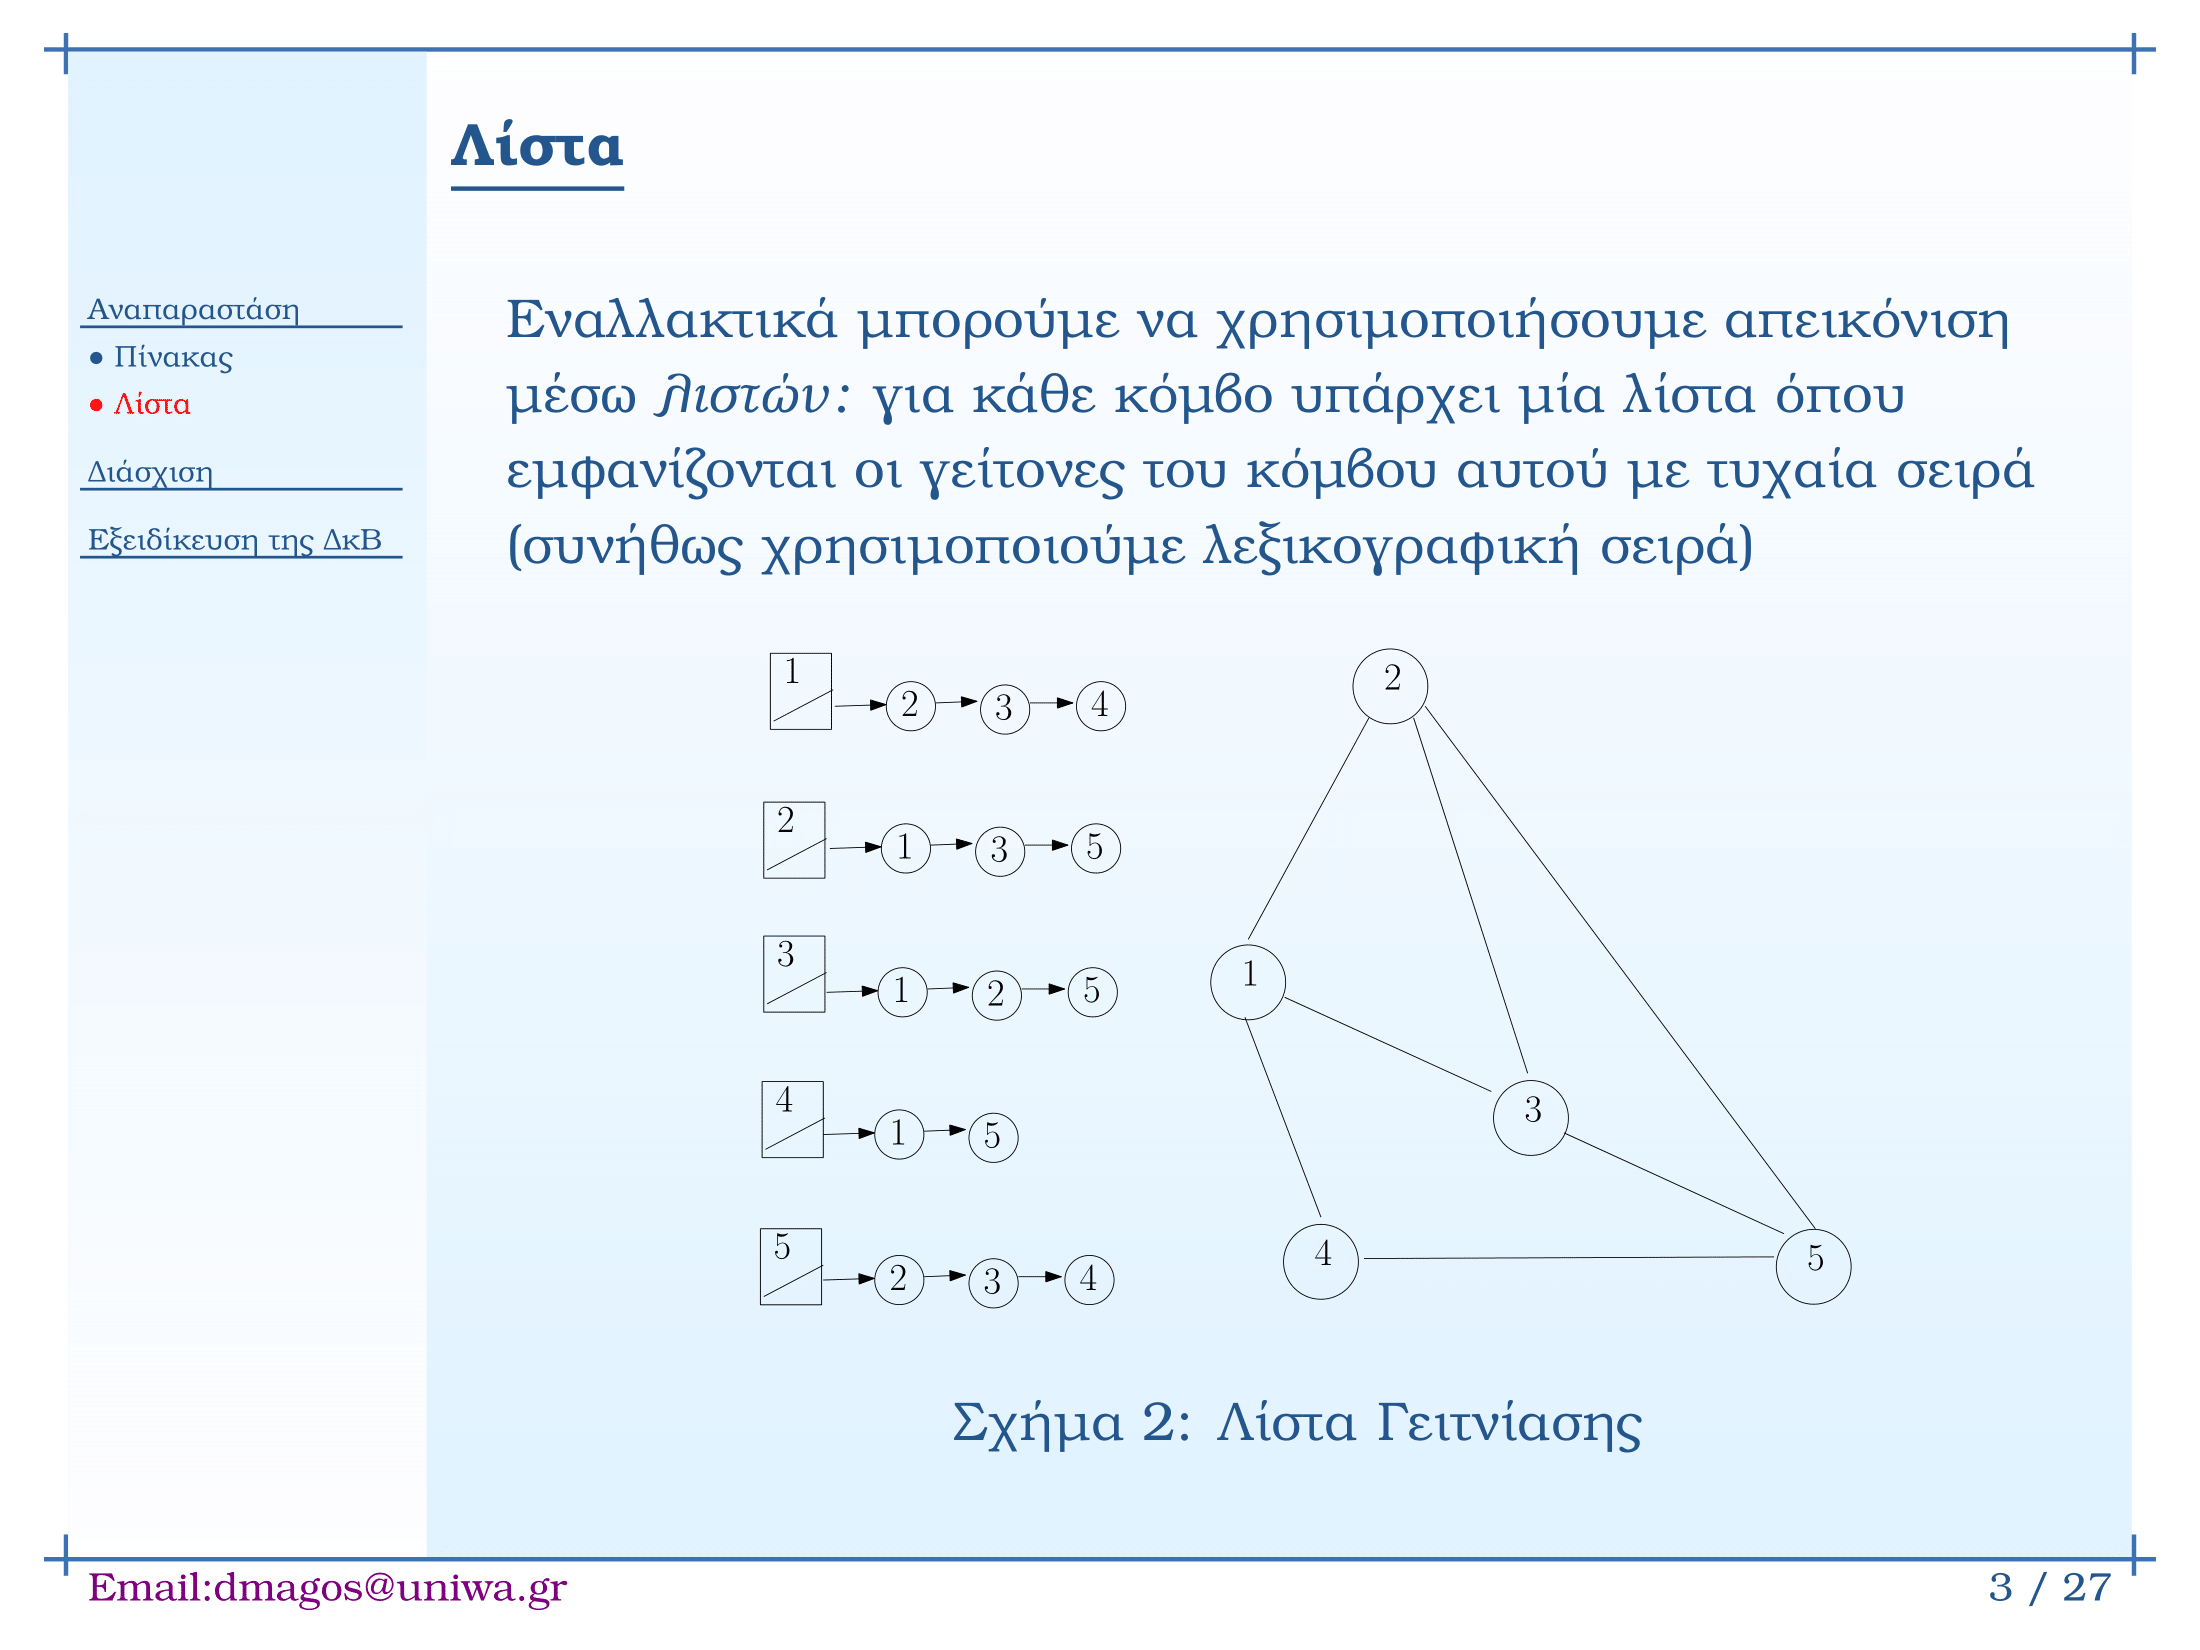 Λίστα
Αναπαραστάση
• Πίνακας
• Λίστα
Διάσχιση
Εξειδίκευση της ΔκΒ
Εναλλακτικά μπορούμε να χρησιμοποιήσουμε απεικόνιση
μέσω λιστών: για κάθε κόμβο υπάρχει μία λίστα όπου
εμφανίζονται οι γείτονες του κόμβου αυτού με τυχαία σειρά
(συνήθως χρησιμοποιούμε λεξικογραφική σειρά)
1 2 3 4
2 1 3 5
3 1 2 5
4 1 5
5 2 3 4
2
1
3
4
5
Σχήμα 2: Λίστα Γειτνίασης
Email:dmagos@uniwa.gr
3 / 27